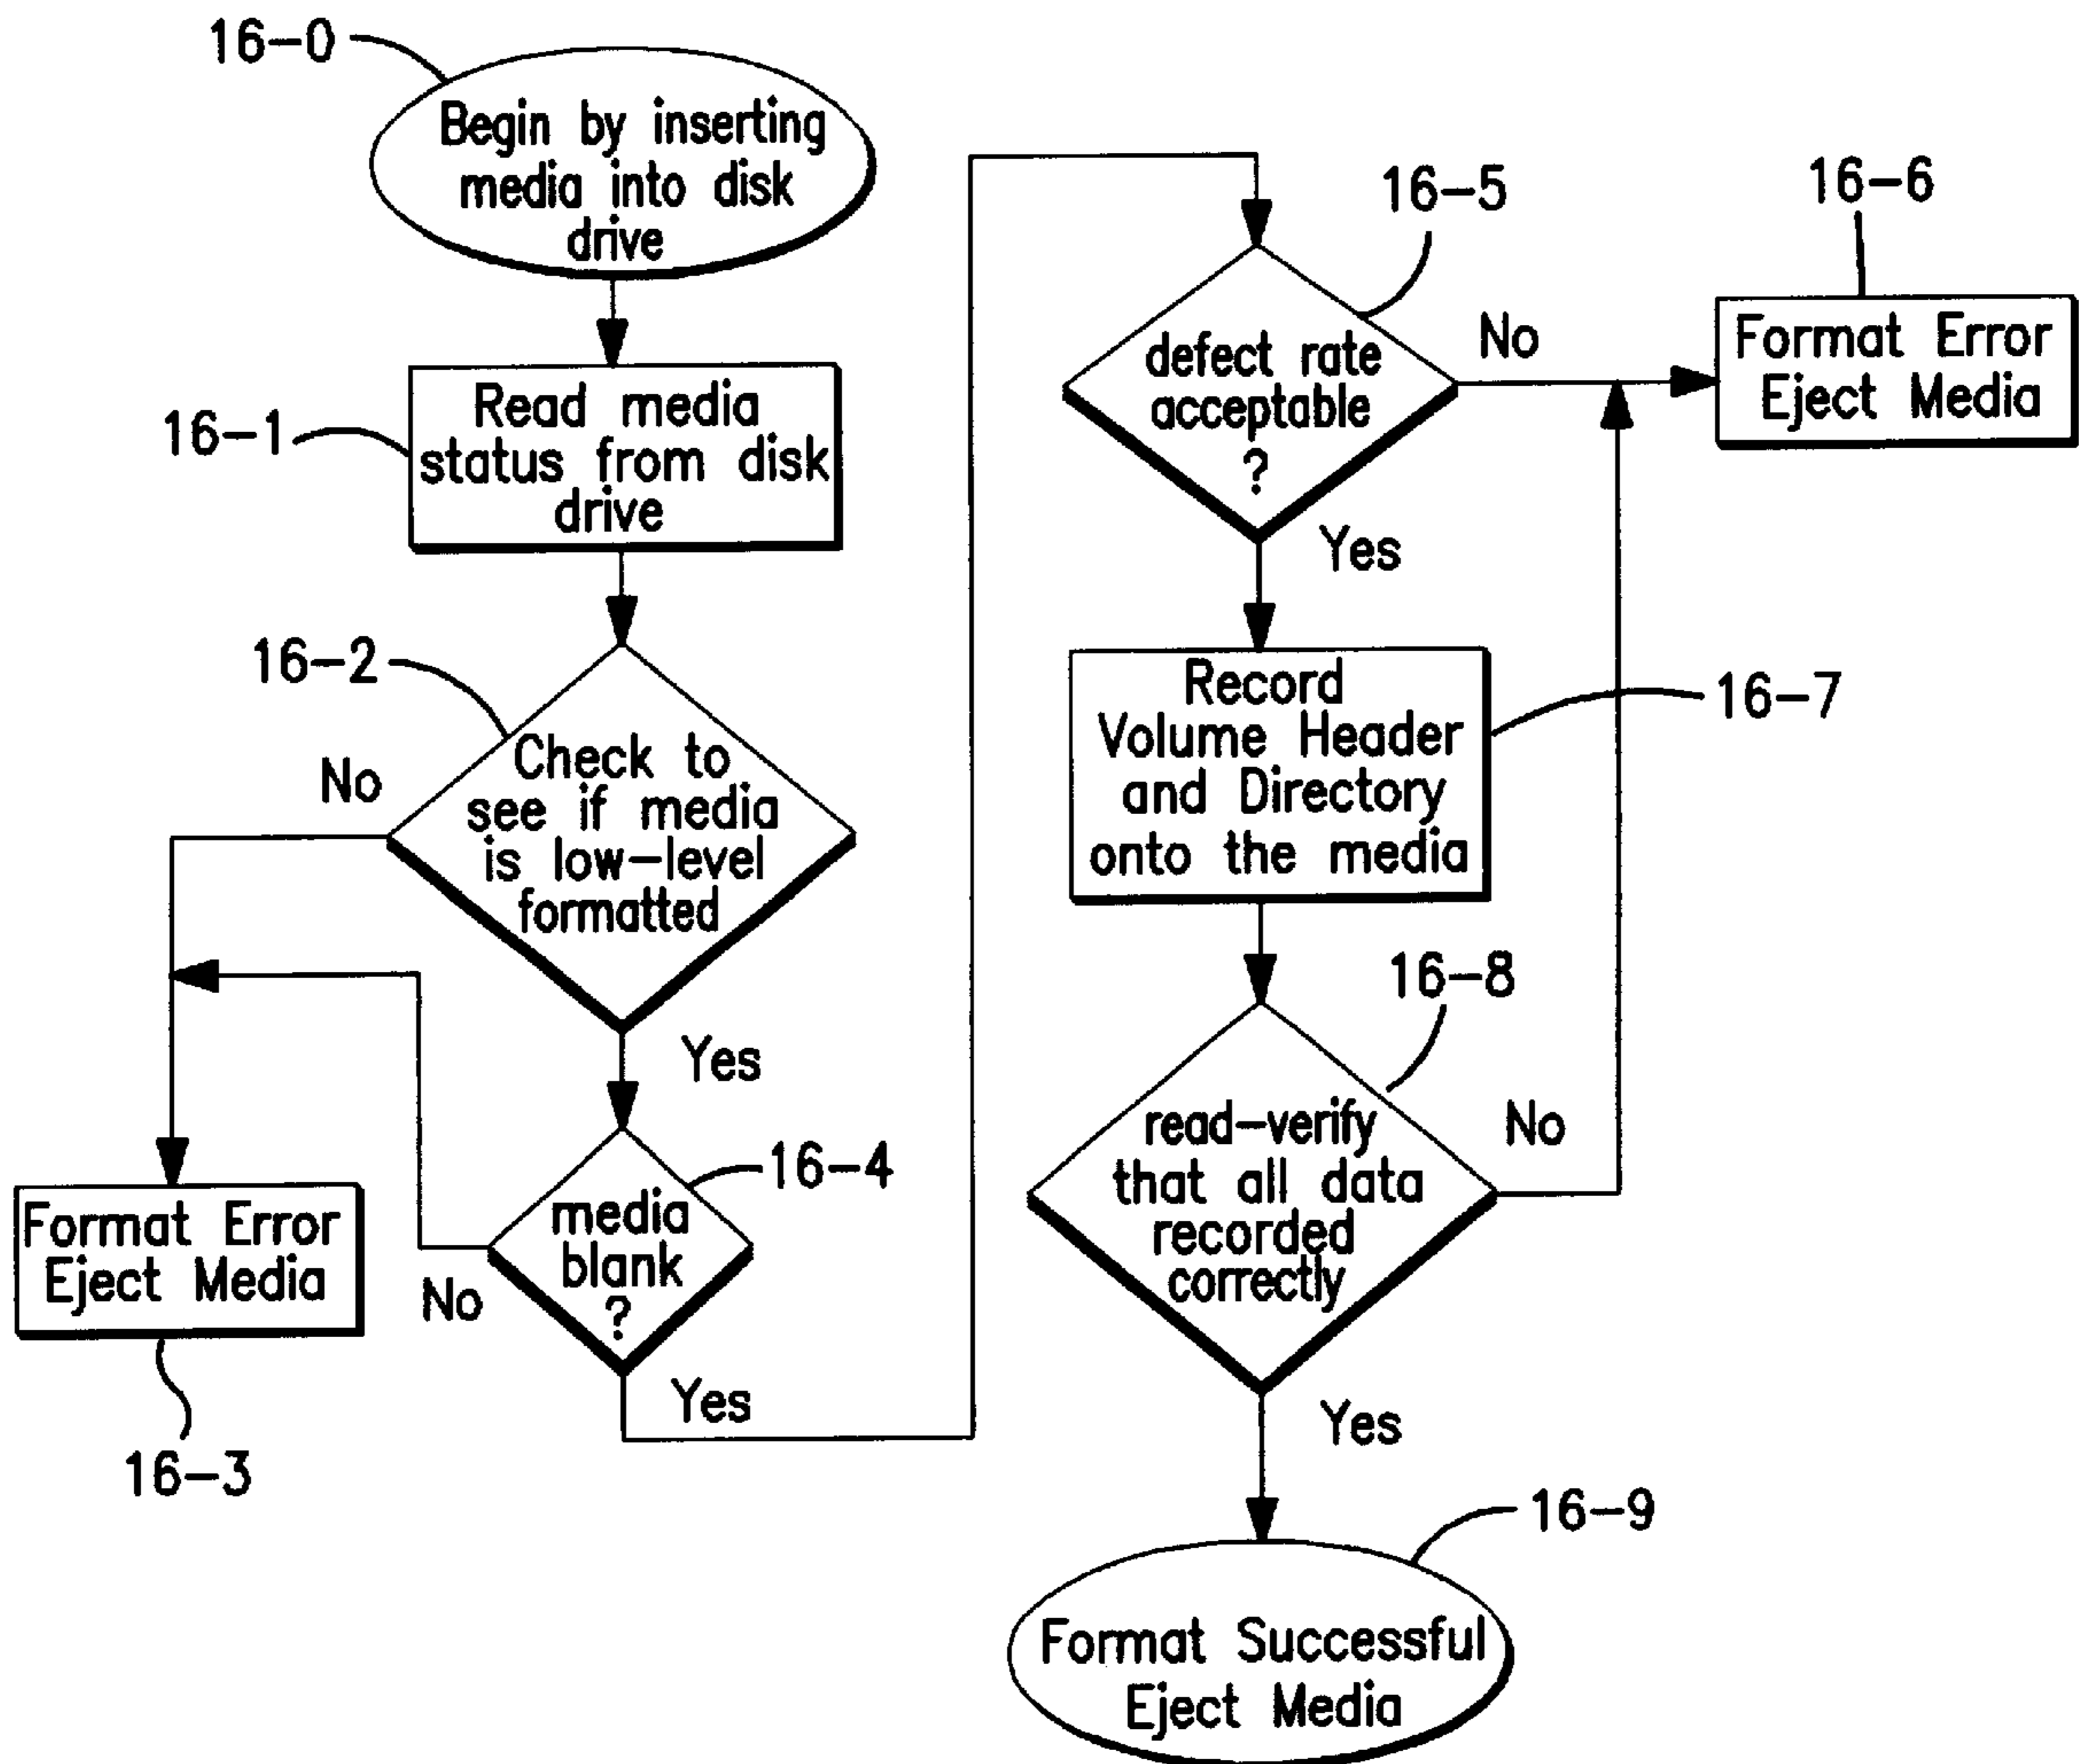 16-0
Begin by inserting
media into disk
drive
16-1
Read media
status from disk
drive
16-2
Check to
see if media
is low-level
formatted
No
Yes
16-4
media
blank
?
No
Yes
Format Error
Eject Media
16-3
16-5
defect rate
acceptable
?
No
Yes
16-6
Format Error
Eject Media
Record
Volume Header
and Directory
onto the media
16-7
16-8
read-verify
that all data
recorded
correctly
No
Yes
16-9
Format Successful
Eject Media